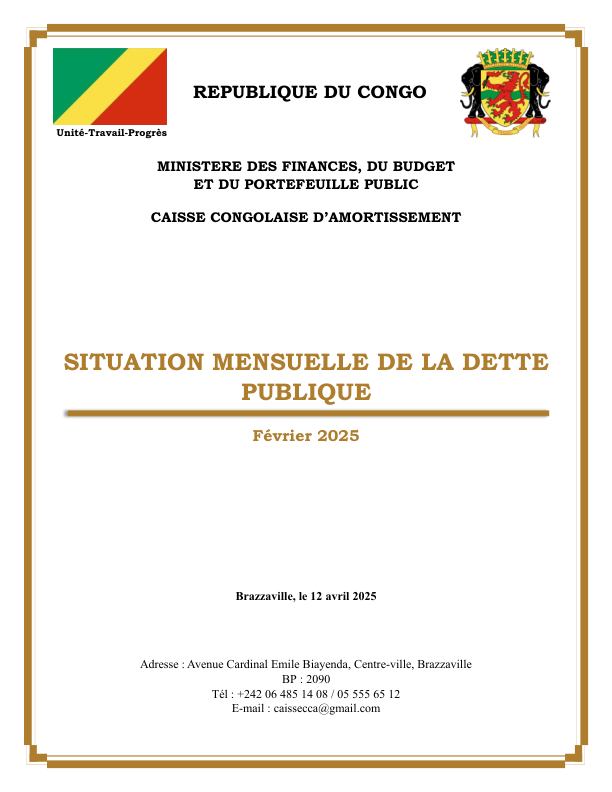 REPUBLIQUE DU CONGO
Unité-Travail-Progrès
MINISTERE DES FINANCES, DU BUDGET
ET DU PORTEFEUILLE PUBLIC
CAISSE CONGOLAISE D’AMORTISSEMENT
SITUATION MENSUELLE DE LA DETTE
PUBLIQUE
Février 2025
Brazzaville, le 12 avril 2025
Adresse : Avenue Cardinal Emile Biayenda, Centre-ville, Brazzaville
BP : 2090
Tél : +242 06 485 14 08 / 05 555 65 12
E-mail : caissecca@gmail.com